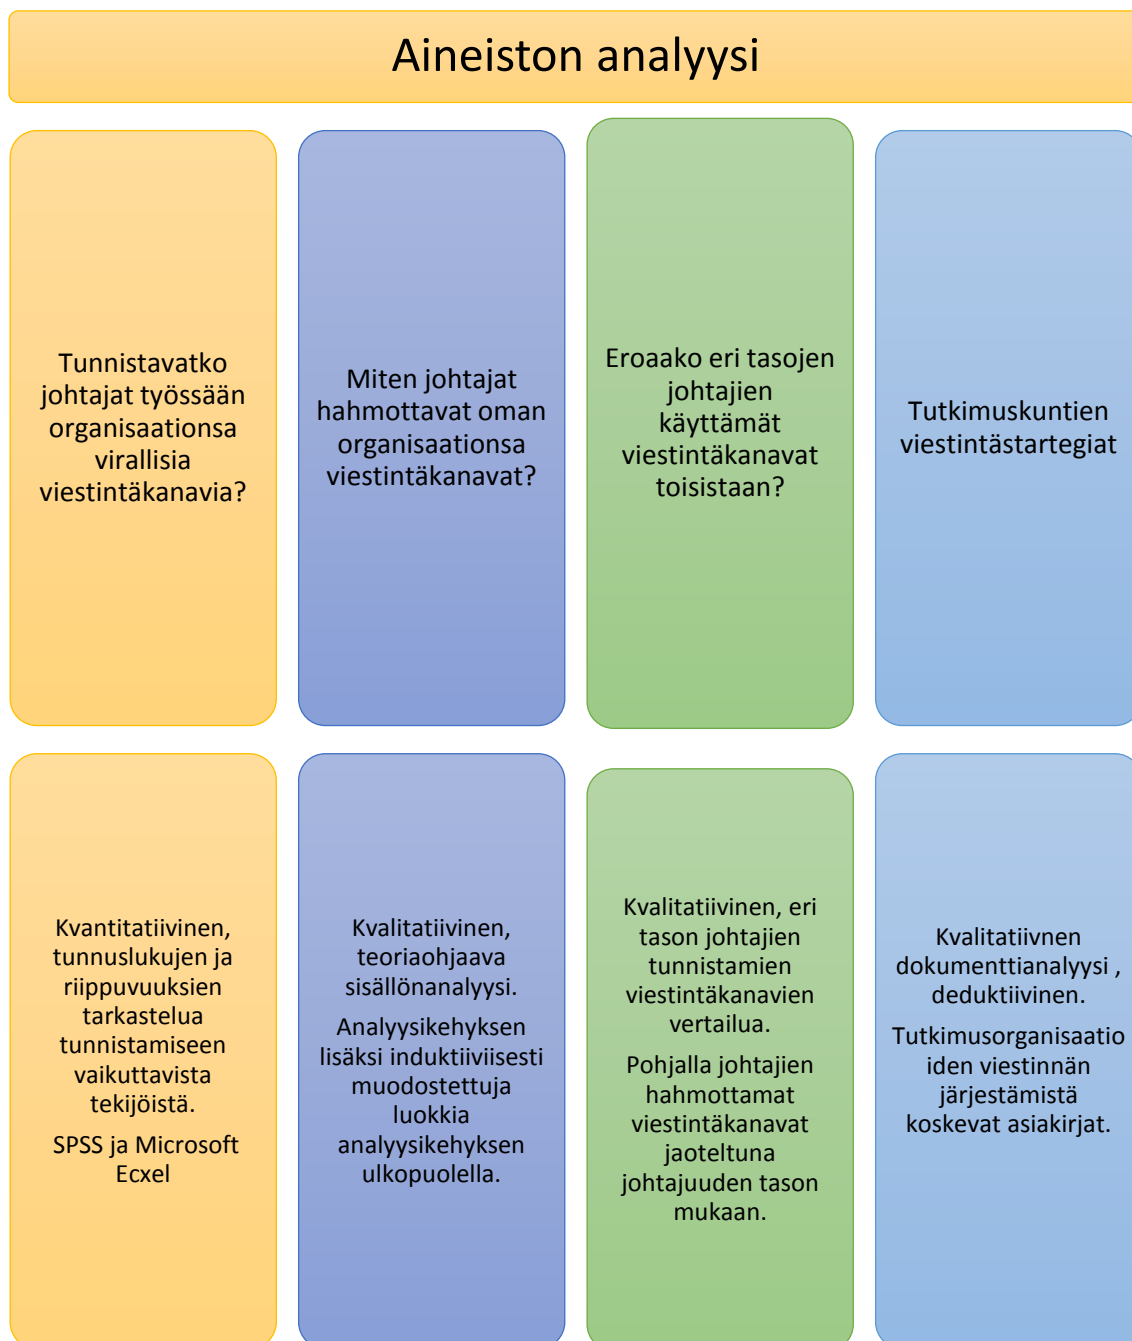 Aineiston analyysi
Tunnistavatko
johtajat työssään
organisaationsa
virallisia
viestintäkanavia?
Miten johtajat
hahmottavat oman
organisaationsa
viestintäkanavat?
Eroaako eri tasojen
johtajien
käyttämät
viestintäkanavat
toisistaan?
Tutkimuskuntien
viestintästartegiat
Kvantitatiivinen,
tunnuslukujen ja
riippuvuuksien
tarkastelua
tunnistamiseen
vaikuttavista
tekijöistä.
SPSS ja Microsoft
Ecxel
Kvalitatiivinen,
teoriaohjaava
sisällönanalyysi.
Analyysikehyksen
lisäksi induktiiviisesti
muodostettuja
luokkia
analyysikehyksen
ulkopuolella.
Kvalitatiivinen, eri
tason johtajien
tunnistamien
viestintäkanavien
vertailua.
Pohjalla johtajien
hahmottamat
viestintäkanavat
jaoteltuna
johtajuuden tason
mukaan.
Kvalitatiivnen
dokumenttianalyysi ,
deduktiivinen.
Tutkimusorganisaatio
iden viestinnän
järjestämistä
koskevat asiakirjat.